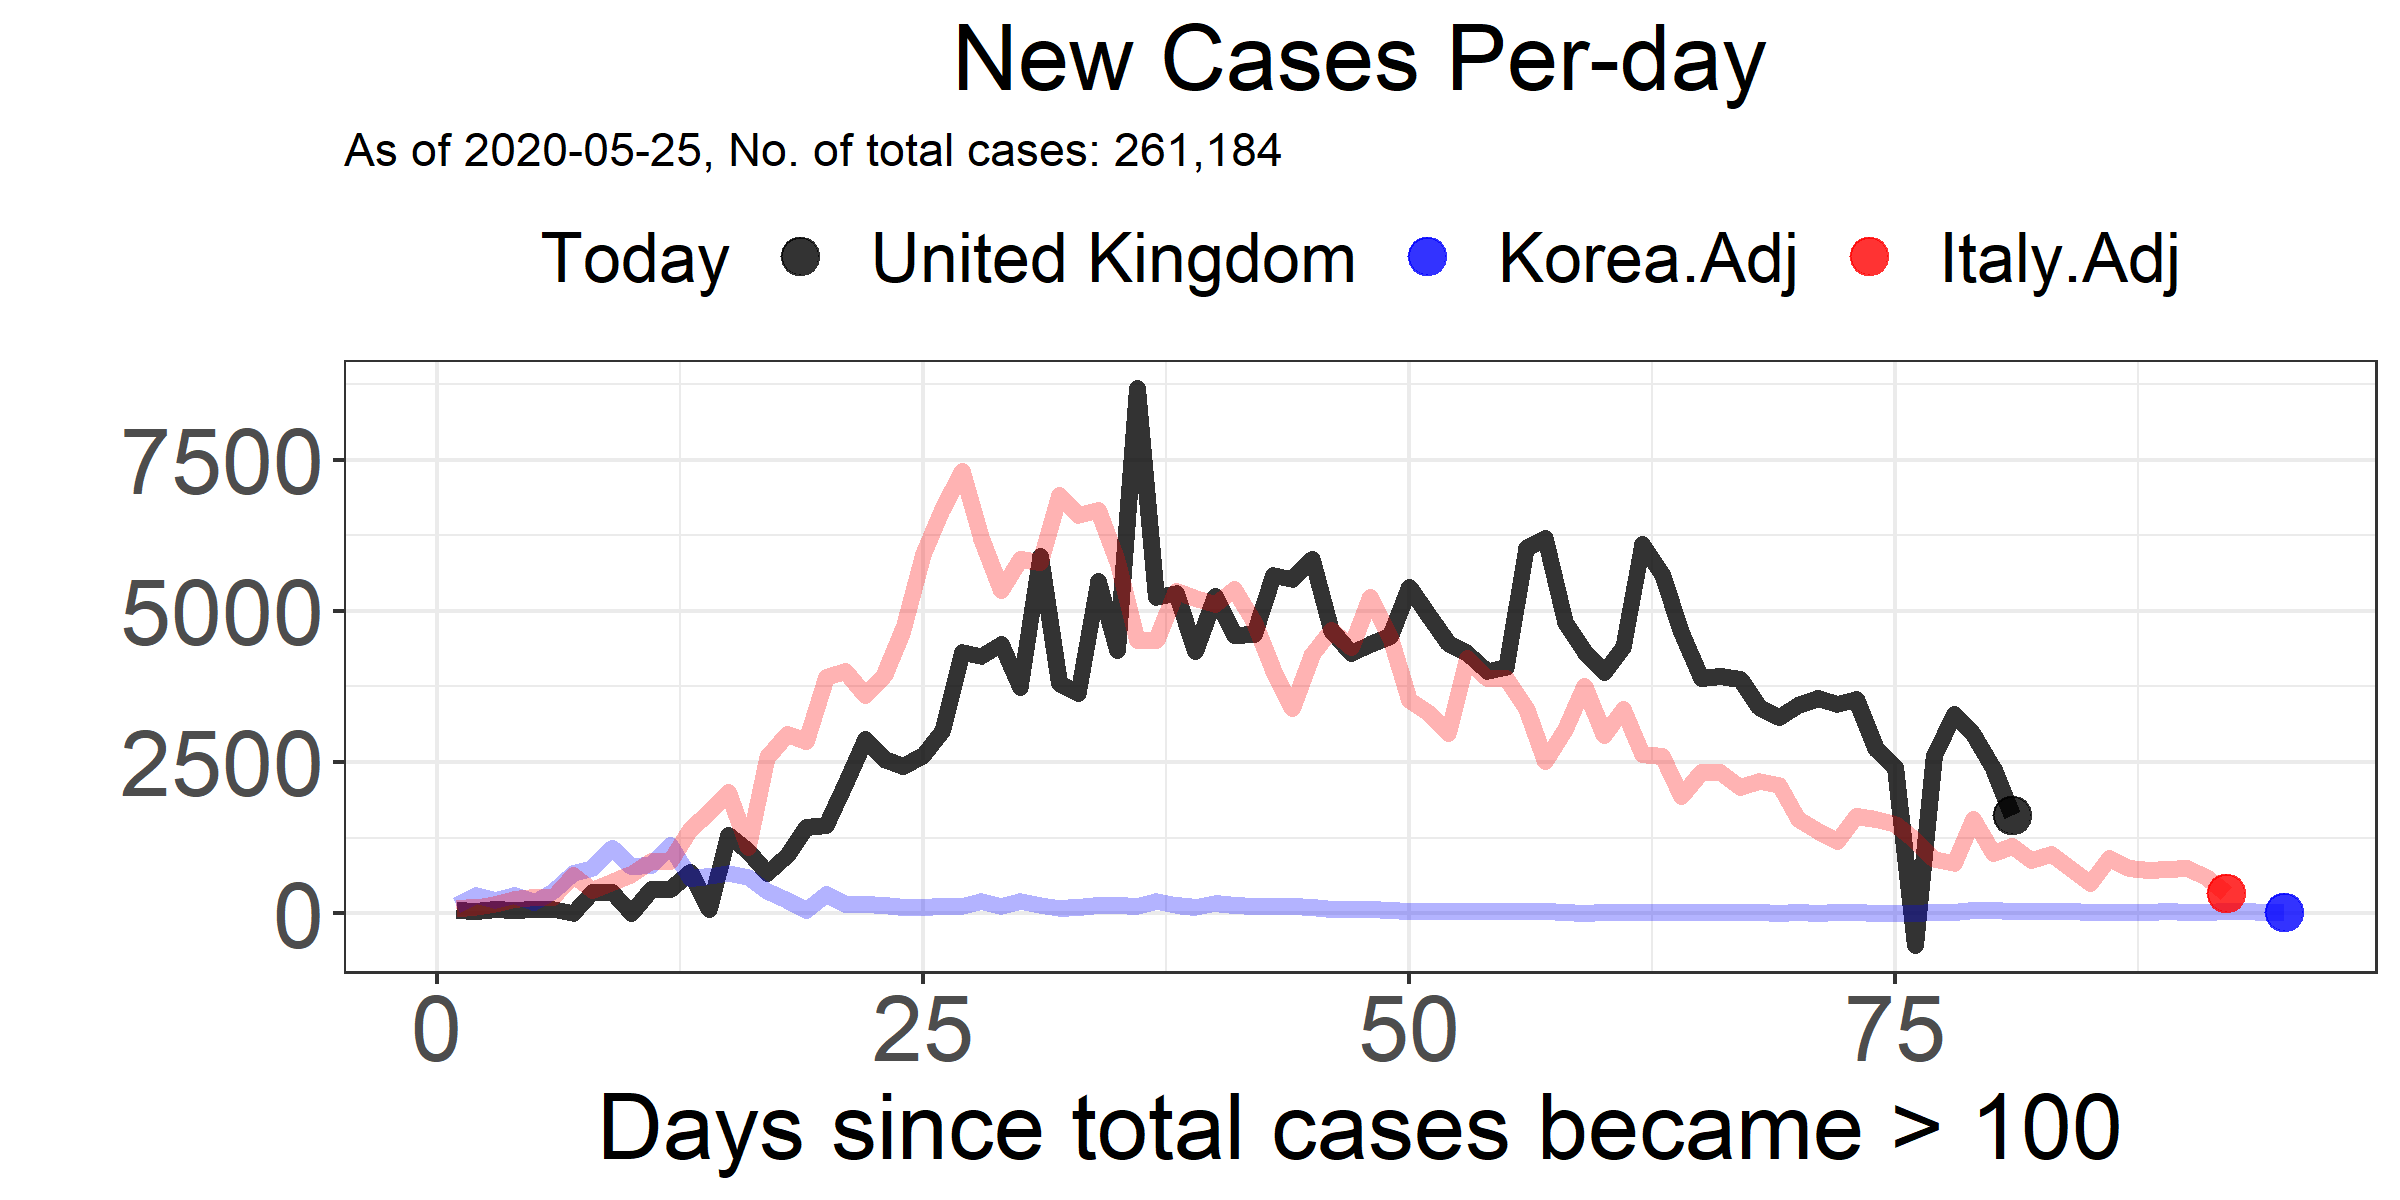 New Cases Per-day
As of 2020-05-25, No. of total cases: 261,184
Today United Kingdom Korea.Adj Italy.Adj
7500
5000
2500
0
0 25 50 75
Days since total cases became > 100